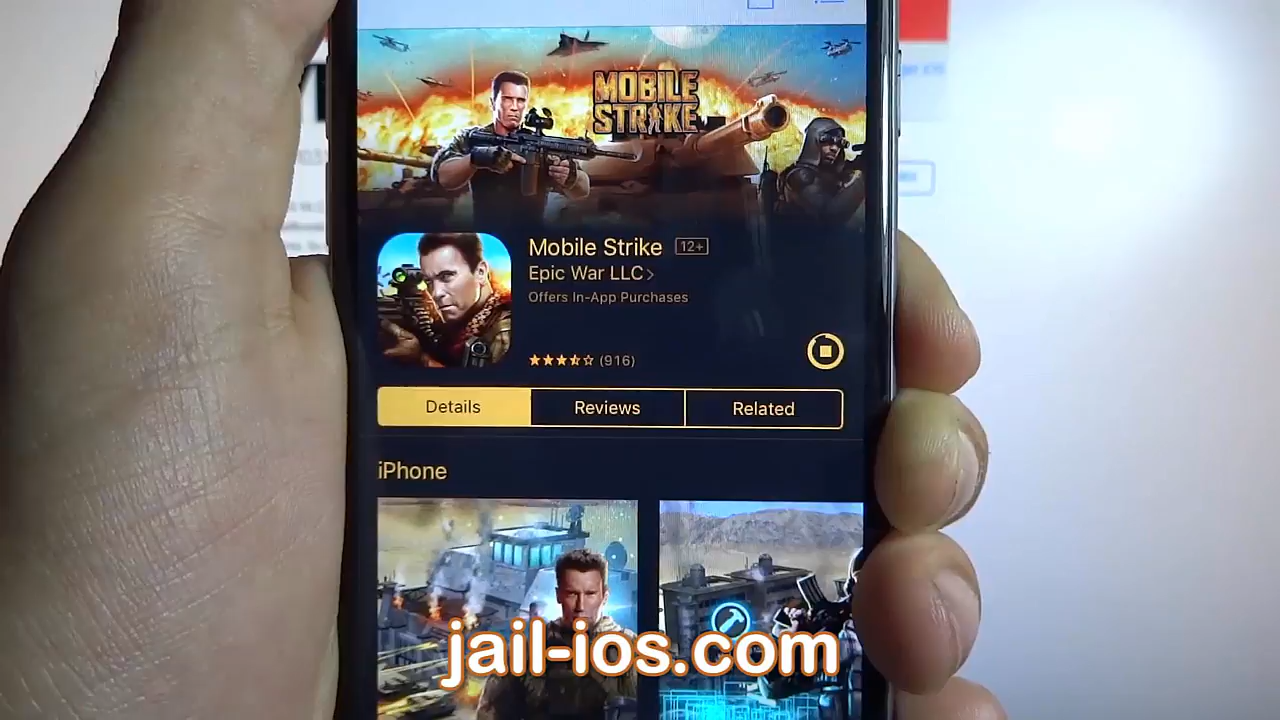 MOBILE
STRIKE
Mobile Strike 12+
Epic War LLC >
Offers In-App Purchases
(916)
Details Reviews Related
iPhone
jail-ios.com